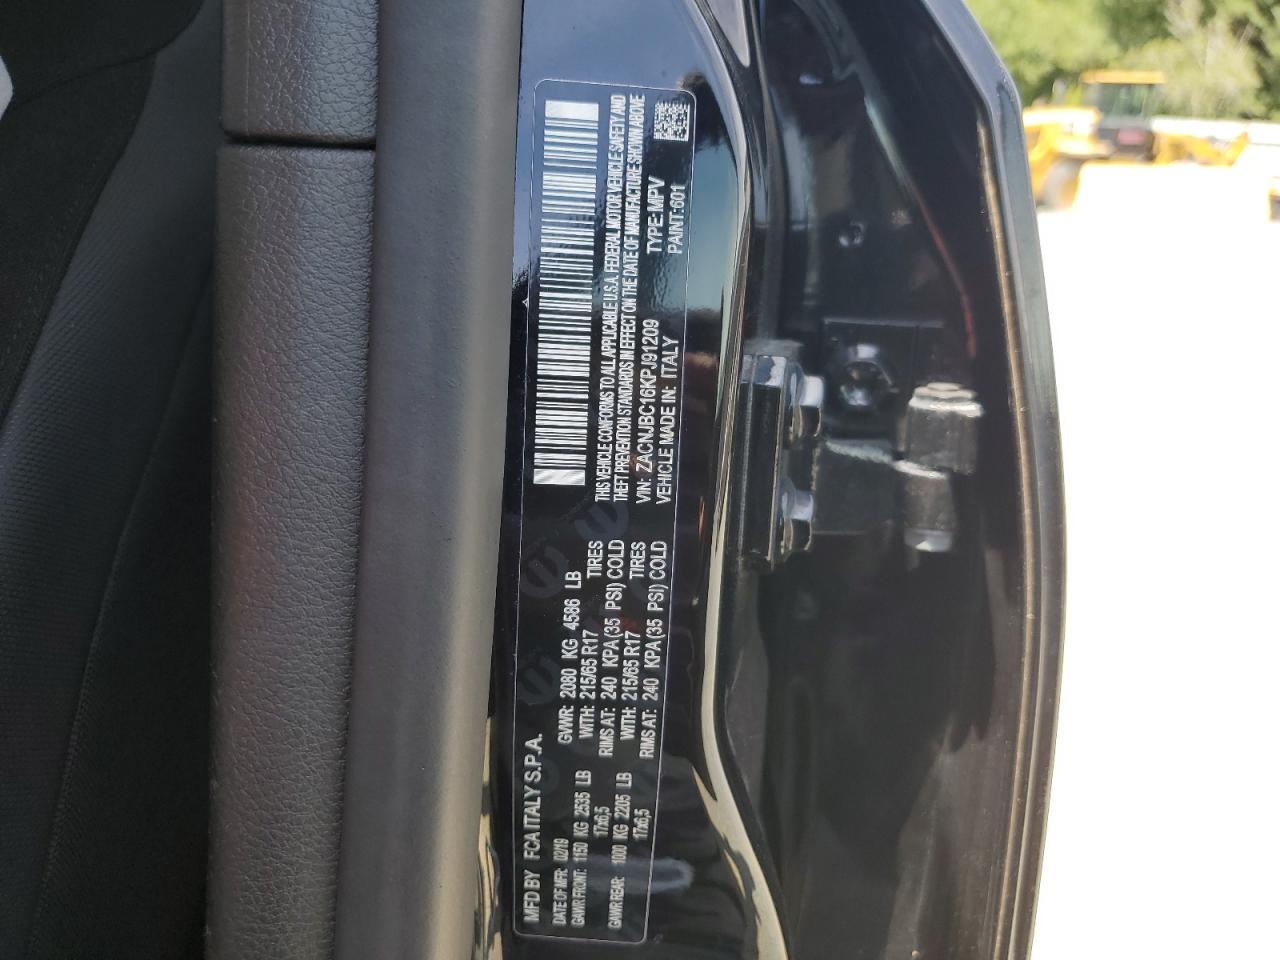 MFD BY FCA ITALY S.P.A.
DATE OF MFR: 02/19 GVWR: 2080 KG 4586 LB
GAWR FRONT: 1150 KG 2535 LB WITH: 215/65 R17 TIRES
17x6,5 RIMS AT: 240 KPA(35 PSI) COLD
GAWR REAR: 1000 KG 2205 LB WITH: 215/65 R17 TIRES
17x6,5 RIMS AT: 240 KPA(35 PSI) COLD
THIS VEHICLE CONFORMS TO ALL APPLICABLE U.S.A. FEDERAL MOTOR VEHICLE SAFETY AND
THEFT PREVENTION STANDARDS IN EFFECT ON THE DATE OF MANUFACTURE SHOWN ABOVE
VIN: ZACNJBC16KPJ91209 TYPE: MPV
VEHICLE MADE IN: ITALY PAINT: 601